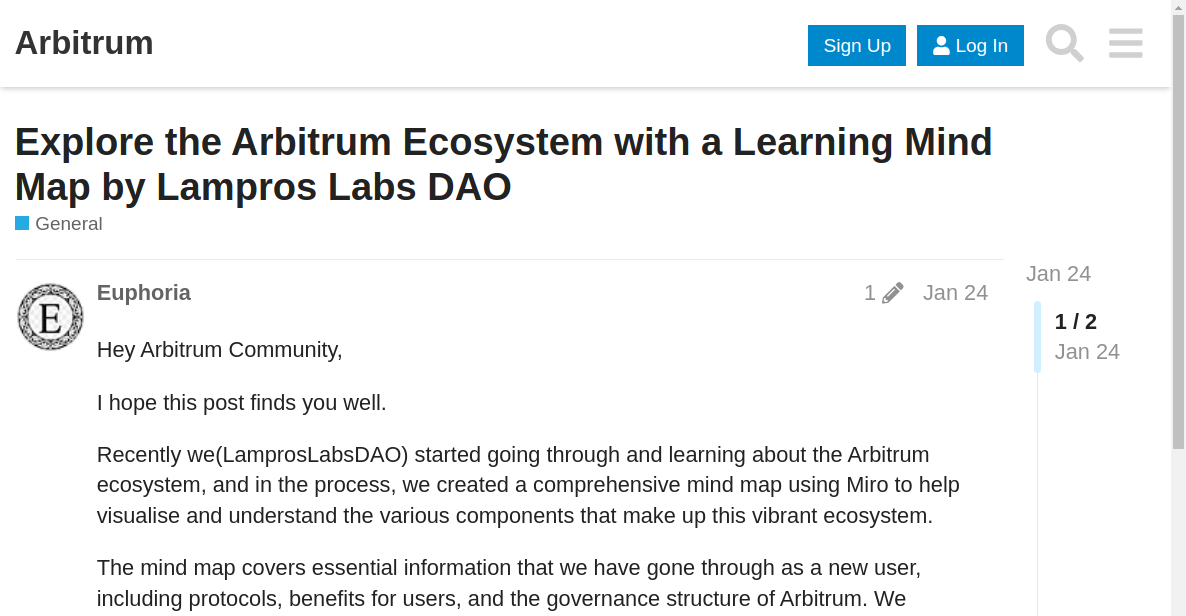 Arbitrum
Sign Up
Log In
Explore the Arbitrum Ecosystem with a Learning Mind
Map by Lampros Labs DAO
General
Jan 24
E
Euphoria
1
Jan 24
1 / 2
Jan 24
Hey Arbitrum Community,
I hope this post finds you well.
Recently we(LamprosLabsDAO) started going through and learning about the Arbitrum
ecosystem, and in the process, we created a comprehensive mind map using Miro to help
visualise and understand the various components that make up this vibrant ecosystem.
The mind map covers essential information that we have gone through as a new user,
including protocols, benefits for users, and the governance structure of Arbitrum. We